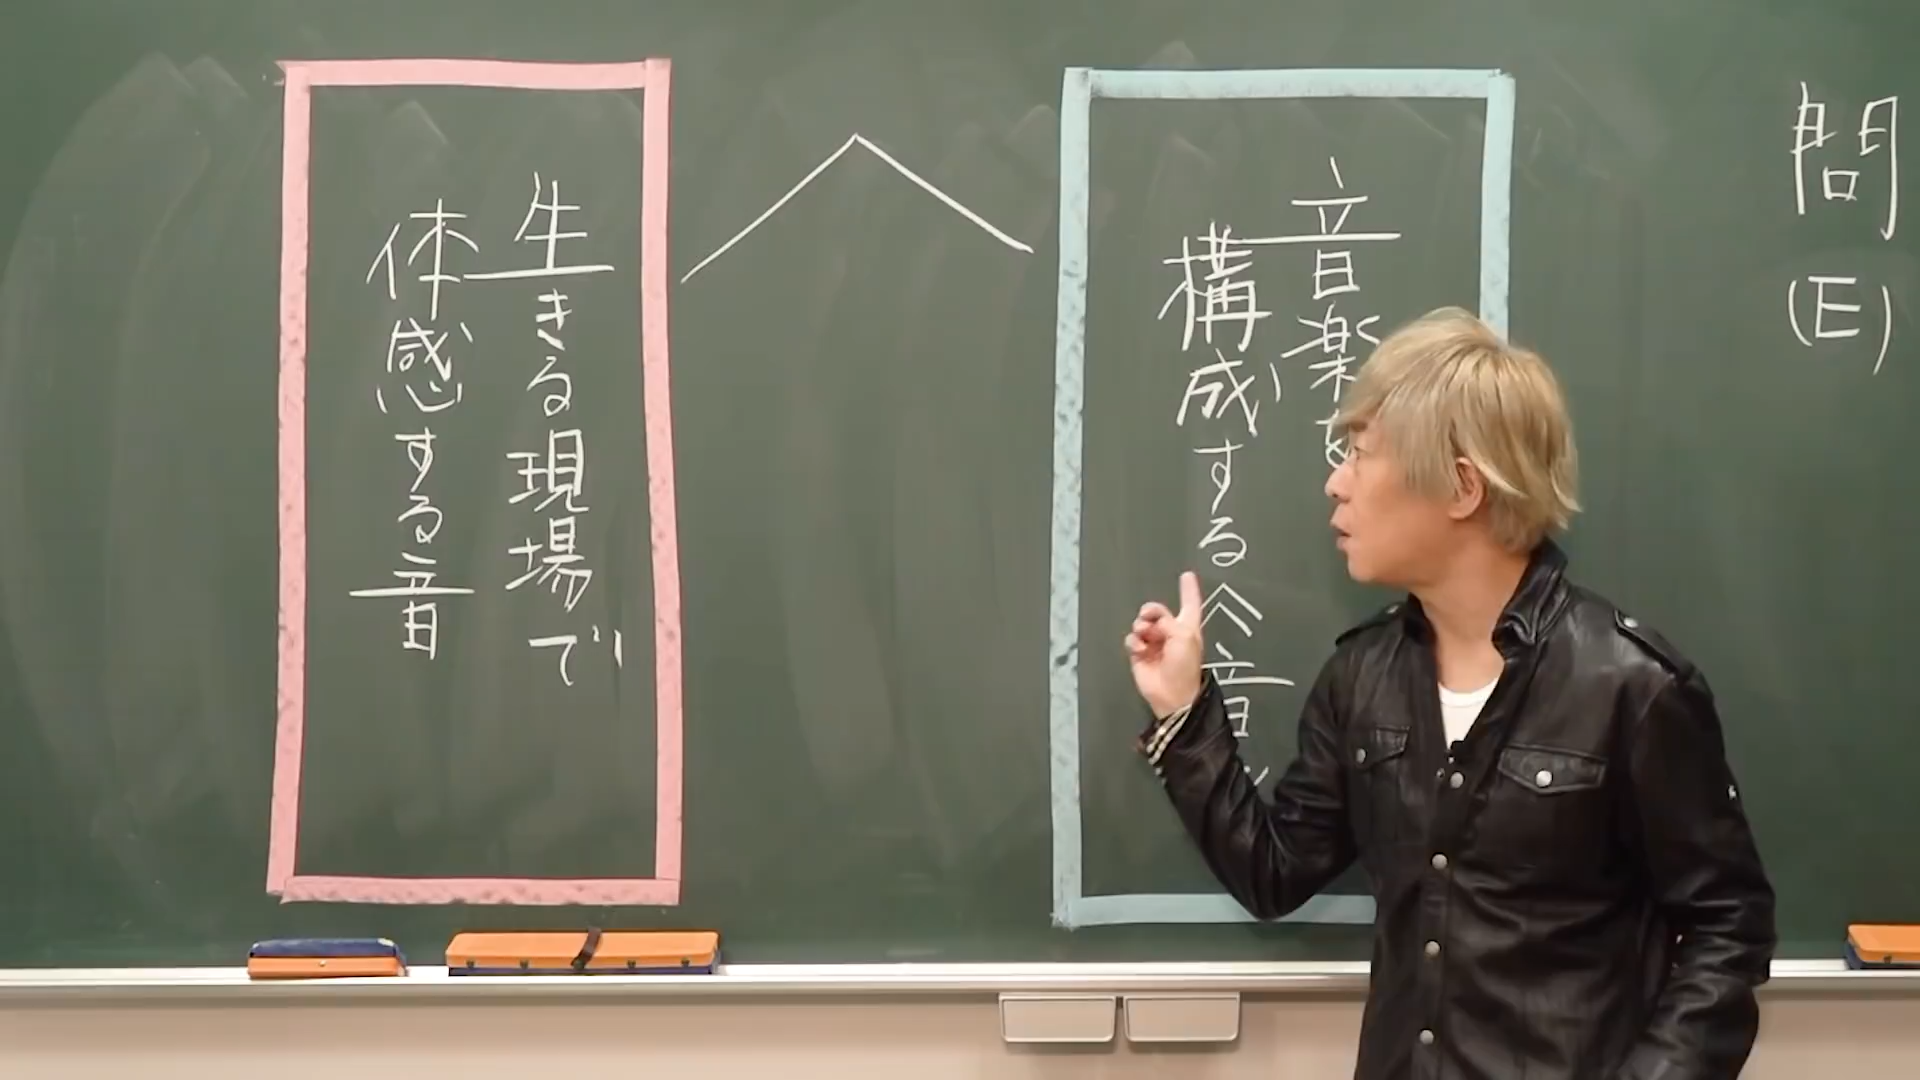 問
(E)
音楽を
構成する〈音〉
生きる現場で
体感する音